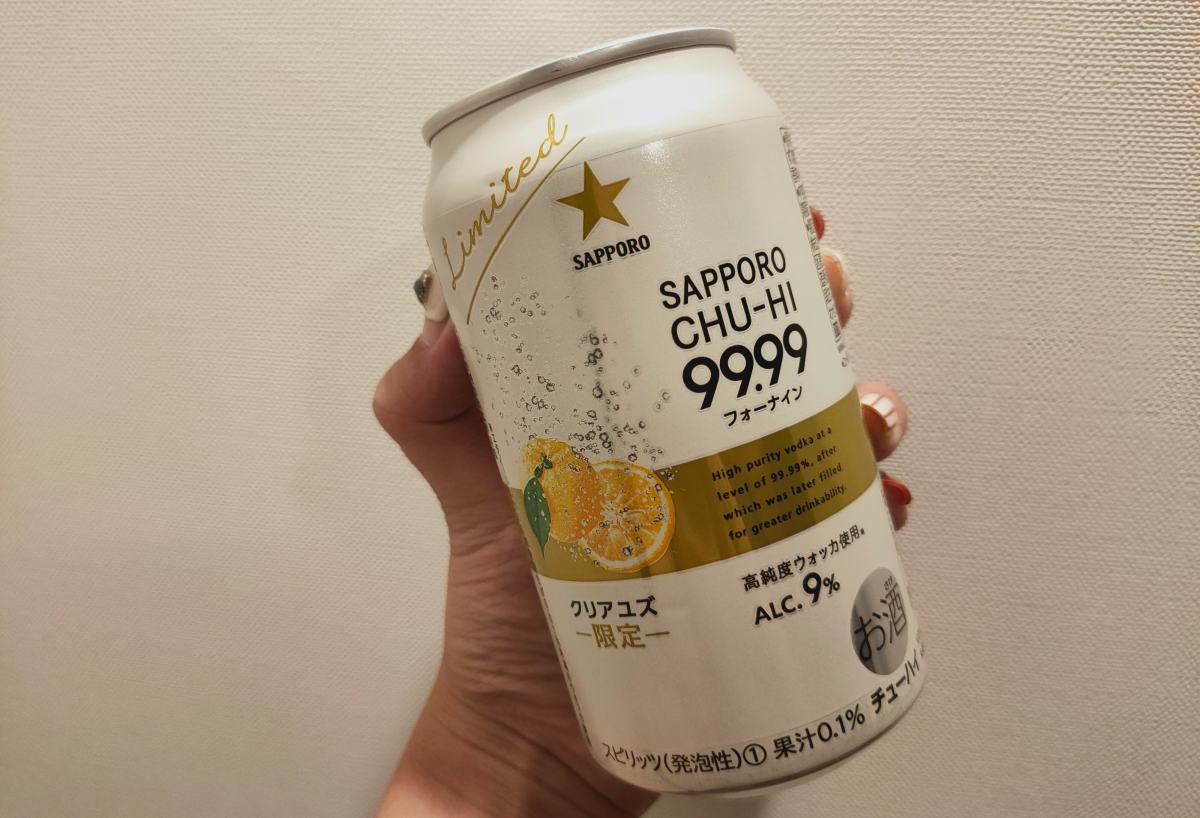 Limited
SAPPORO
SAPPORO
CHU-HI
99.99
フォーナイン
High purity vodka at a
level of 99.99%, after
which was later filled
for greater drinkability.
高純度ウォッカ使用※
ALC. 9%
クリアユズ
限定
さけ
お酒
スピリッツ(発泡性)① 果汁0.1% チューハイ